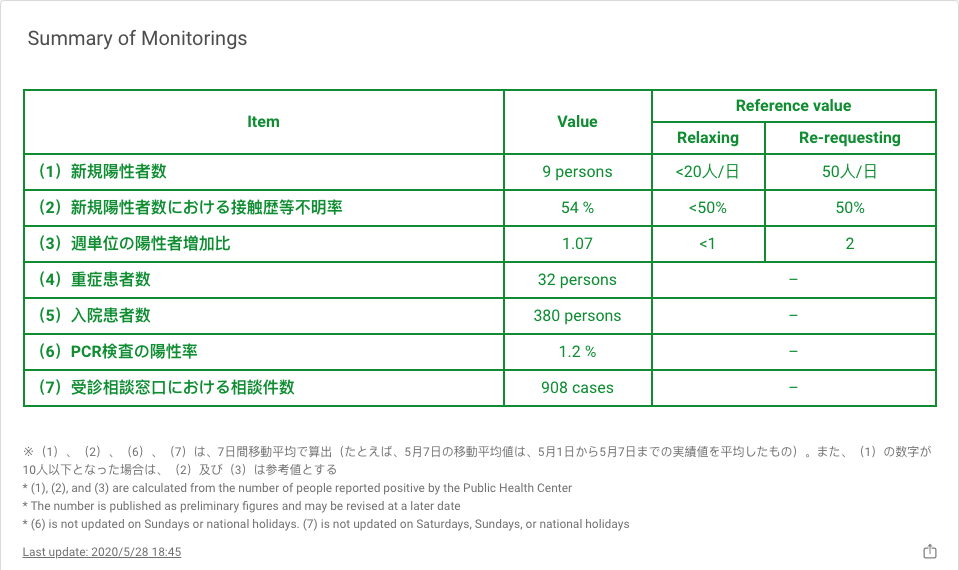 Summary of Monitorings
Item Value Reference value
Relaxing Re-requesting
（1）新規陽性者数 9 persons <20人/日 50人/日
（2）新規陽性者数における接触歴等不明率 54 % <50% 50%
（3）週単位の陽性者増加比 1.07 <1 2
（4）重症患者数 32 persons –
（5）入院患者数 380 persons –
（6）PCR検査の陽性率 1.2 % –
（7）受診相談窓口における相談件数 908 cases –
※（1）、（2）、（6）、（7）は、7日間移動平均で算出（たとえば、5月7日の移動平均値は、5月1日から5月7日までの実績値を平均したもの）。また、（1）の数字が
10人以下となった場合は、（2）及び（3）は参考値とする
* (1), (2), and (3) are calculated from the number of people reported positive by the Public Health Center
* The number is published as preliminary figures and may be revised at a later date
* (6) is not updated on Sundays or national holidays. (7) is not updated on Saturdays, Sundays, or national holidays
Last update: 2020/5/28 18:45